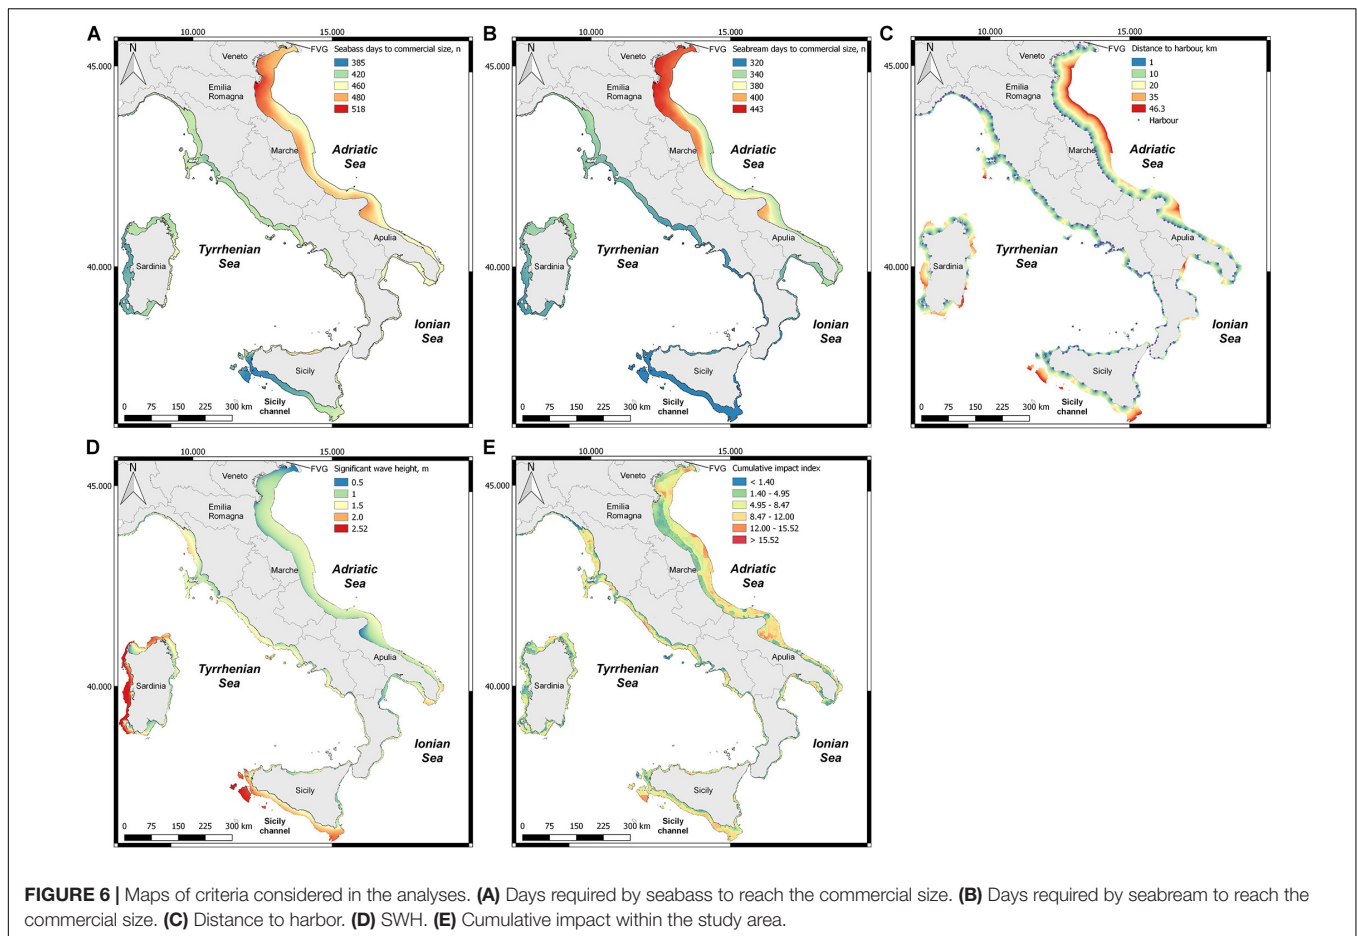 A
10.000
15.000
N
FVG
Seabass days to commercial size, n
385
420
460
480
518
45.000
Veneto
Emilia
Romagna
Marche
Adriatic
Sea
Apulia
Tyrrhenian
Sea
40.000
Sardinia
Ionian
Sea
Sicily
Sicily
channel
0 75 150 225 300 km
B
10.000
15.000
N
FVG
Seabream days to commercial size, n
320
340
380
400
443
45.000
Veneto
Emilia
Romagna
Marche
Adriatic
Sea
Apulia
Tyrrhenian
Sea
40.000
Sardinia
Ionian
Sea
Sicily
Sicily
channel
0 75 150 225 300 km
C
10.000
15.000
N
FVG
Distance to harbour, km
1
10
20
35
46.3
Harbour
45.000
Veneto
Emilia
Romagna
Marche
Adriatic
Sea
Apulia
Tyrrhenian
Sea
40.000
Sardinia
Ionian
Sea
Sicily
Sicily
channel
0 75 150 225 300 km
D
10.000
15.000
N
FVG
Significant wave height, m
0.5
1
1.5
2.0
2.52
45.000
Veneto
Emilia
Romagna
Marche
Adriatic
Sea
Apulia
Tyrrhenian
Sea
40.000
Sardinia
Ionian
Sea
Sicily
Sicily
channel
0 75 150 225 300 km
E
10.000
15.000
N
FVG
Cumulative impact index
< 1.40
1.40 - 4.95
4.95 - 8.47
8.47 - 12.00
12.00 - 15.52
> 15.52
45.000
Veneto
Emilia
Romagna
Marche
Adriatic
Sea
Apulia
Tyrrhenian
Sea
40.000
Sardinia
Ionian
Sea
Sicily
Sicily
channel
0 75 150 225 300 km
FIGURE 6 | Maps of criteria considered in the analyses. (A) Days required by seabass to reach the commercial size. (B) Days required by seabream to reach the
commercial size. (C) Distance to harbor. (D) SWH. (E) Cumulative impact within the study area.